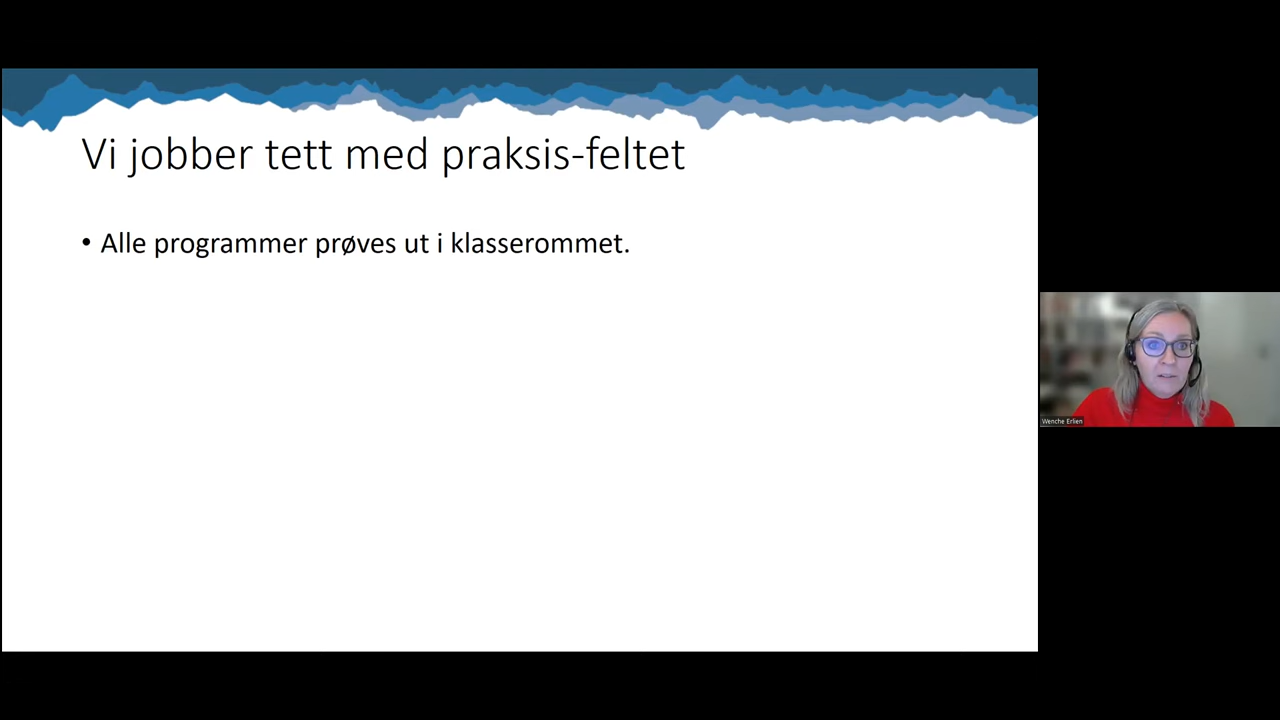 Vi jobber tett med praksis-feltet
• Alle programmer prøves ut i klasserommet.
Wenche Erlien